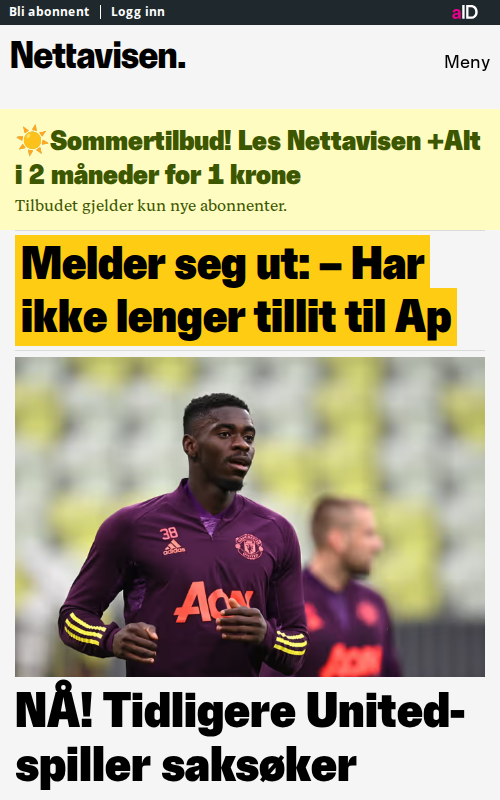 Bli abonnent | Logg inn
aID
Nettavisen.
Meny
☀️Sommertilbud! Les Nettavisen +Alt
i 2 måneder for 1 krone
Tilbudet gjelder kun nye abonnenter.
Melder seg ut: – Har
ikke lenger tillit til Ap
38
adidas
AON
NÅ! Tidligere United-
spiller saksøker